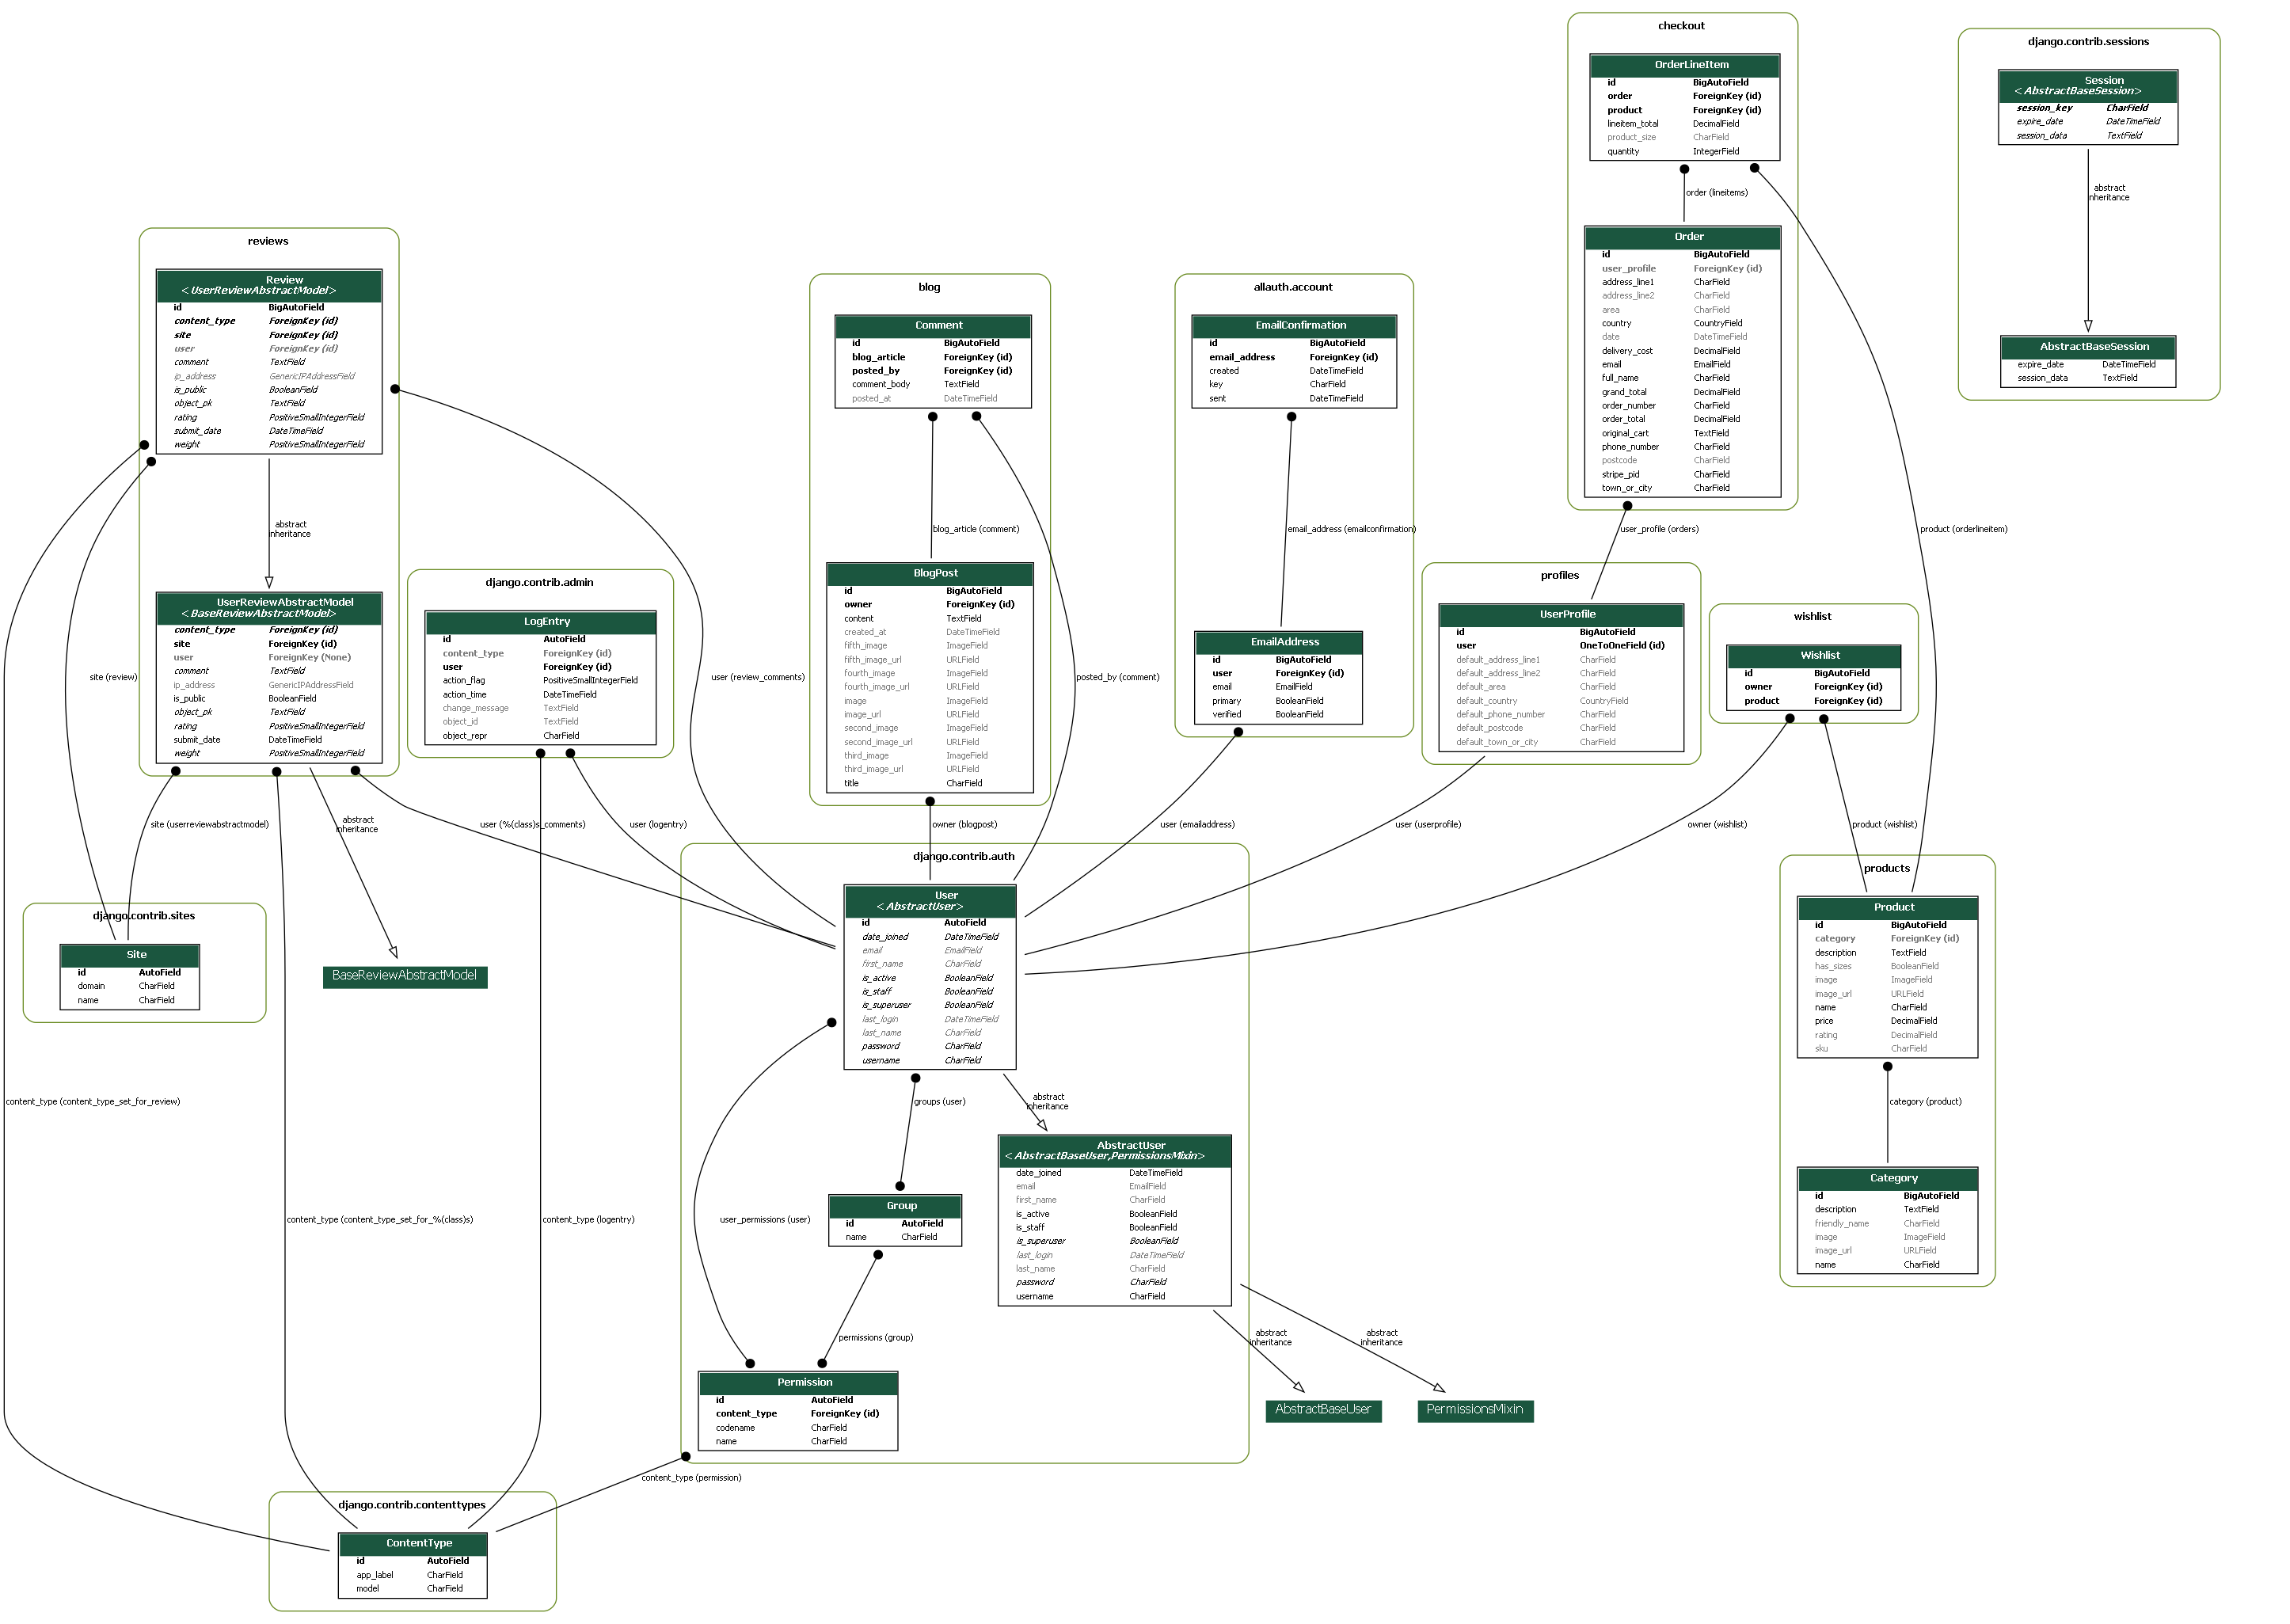 checkout
OrderLineItem
id BigAutoField
order ForeignKey (id)
product ForeignKey (id)
lineitem_total DecimalField
product_size CharField
quantity IntegerField
order (lineitems)
Order
id BigAutoField
user_profile ForeignKey (id)
address_line1 CharField
address_line2 CharField
area CharField
country CountryField
date DateTimeField
delivery_cost DecimalField
email EmailField
full_name CharField
grand_total DecimalField
order_number CharField
order_total DecimalField
original_cart TextField
phone_number CharField
postcode CharField
stripe_pid CharField
town_or_city CharField
user_profile (orders)
product (orderlineitem)
django.contrib.sessions
Session
<AbstractBaseSession>
session_key CharField
expire_date DateTimeField
session_data TextField
abstract
inheritance
AbstractBaseSession
expire_date DateTimeField
session_data TextField
reviews
Review
<UserReviewAbstractModel>
id BigAutoField
content_type ForeignKey (id)
site ForeignKey (id)
user ForeignKey (id)
comment TextField
ip_address GenericIPAddressField
is_public BooleanField
object_pk TextField
rating PositiveSmallIntegerField
submit_date DateTimeField
weight PositiveSmallIntegerField
abstract
inheritance
UserReviewAbstractModel
<BaseReviewAbstractModel>
content_type ForeignKey (id)
site ForeignKey (id)
user ForeignKey (None)
comment TextField
ip_address GenericIPAddressField
is_public BooleanField
object_pk TextField
rating PositiveSmallIntegerField
submit_date DateTimeField
weight PositiveSmallIntegerField
site (review)
user (review_comments)
django.contrib.admin
LogEntry
id AutoField
content_type ForeignKey (id)
user ForeignKey (id)
action_flag PositiveSmallIntegerField
action_time DateTimeField
change_message TextField
object_id TextField
object_repr CharField
blog
Comment
id BigAutoField
blog_article ForeignKey (id)
posted_by ForeignKey (id)
comment_body TextField
posted_at DateTimeField
blog_article (comment)
posted_by (comment)
BlogPost
id BigAutoField
owner ForeignKey (id)
content TextField
created_at DateTimeField
fifth_image ImageField
fifth_image_url URLField
fourth_image ImageField
fourth_image_url URLField
image ImageField
image_url URLField
second_image ImageField
second_image_url URLField
third_image ImageField
third_image_url URLField
title CharField
allauth.account
EmailConfirmation
id BigAutoField
email_address ForeignKey (id)
created DateTimeField
key CharField
sent DateTimeField
email_address (emailconfirmation)
EmailAddress
id BigAutoField
user ForeignKey (id)
email EmailField
primary BooleanField
verified BooleanField
profiles
UserProfile
id BigAutoField
user OneToOneField (id)
default_address_line1 CharField
default_address_line2 CharField
default_area CharField
default_country CountryField
default_phone_number CharField
default_postcode CharField
default_town_or_city CharField
wishlist
Wishlist
id BigAutoField
owner ForeignKey (id)
product ForeignKey (id)
site (userreviewabstractmodel)
abstract
inheritance
user (%(class)s_comments)
user (logentry)
owner (blogpost)
user (emailaddress)
user (userprofile)
owner (wishlist)
product (wishlist)
django.contrib.sites
Site
id AutoField
domain CharField
name CharField
BaseReviewAbstractModel
django.contrib.auth
User
<AbstractUser>
id AutoField
date_joined DateTimeField
email EmailField
first_name CharField
is_active BooleanField
is_staff BooleanField
is_superuser BooleanField
last_login DateTimeField
last_name CharField
password CharField
username CharField
groups (user)
abstract
inheritance
user_permissions (user)
Group
id AutoField
name CharField
permissions (group)
AbstractUser
<AbstractBaseUser,PermissionsMixin>
date_joined DateTimeField
email EmailField
first_name CharField
is_active BooleanField
is_staff BooleanField
is_superuser BooleanField
last_login DateTimeField
last_name CharField
password CharField
username CharField
abstract
inheritance
abstract
inheritance
AbstractBaseUser
PermissionsMixin
Permission
id AutoField
content_type ForeignKey (id)
codename CharField
name CharField
products
Product
id BigAutoField
category ForeignKey (id)
description TextField
has_sizes BooleanField
image ImageField
image_url URLField
name CharField
price DecimalField
rating DecimalField
sku CharField
category (product)
Category
id BigAutoField
description TextField
friendly_name CharField
image ImageField
image_url URLField
name CharField
content_type (content_type_set_for_review)
content_type (content_type_set_for_%(class)s)
content_type (logentry)
content_type (permission)
django.contrib.contenttypes
ContentType
id AutoField
app_label CharField
model CharField